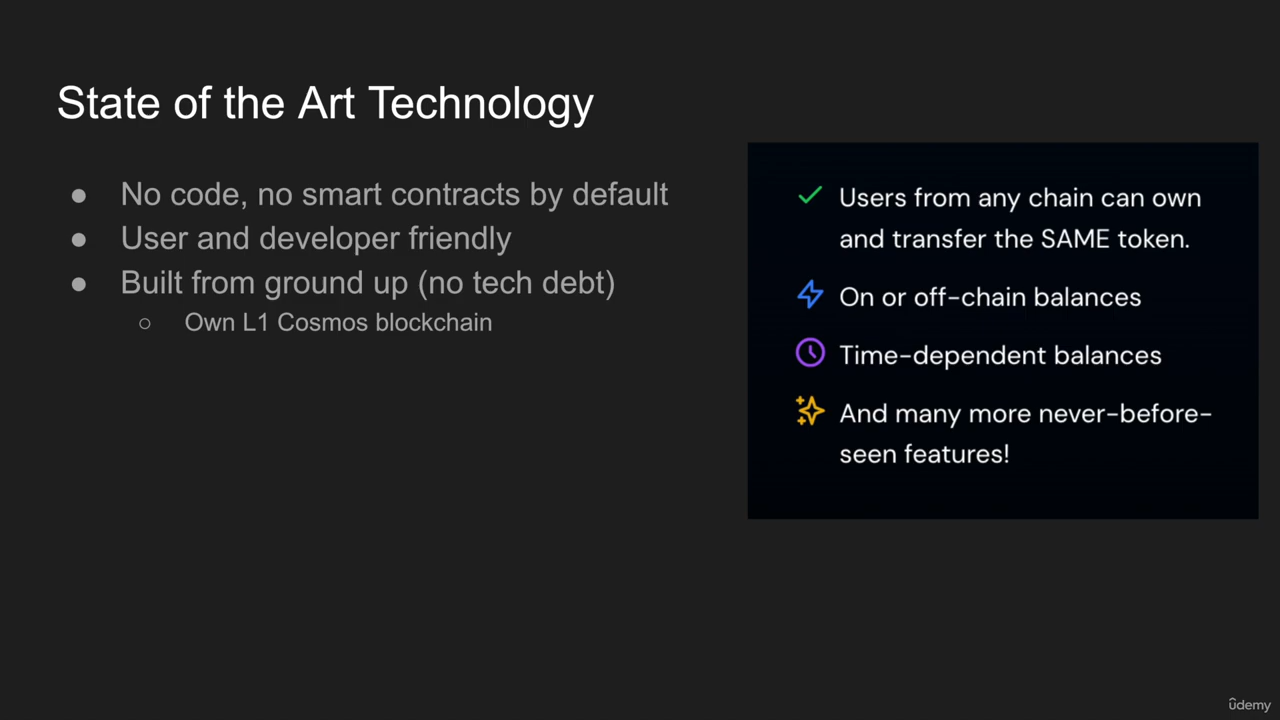 State of the Art Technology
● No code, no smart contracts by default
● User and developer friendly
● Built from ground up (no tech debt)
○ Own L1 Cosmos blockchain
Users from any chain can own
and transfer the SAME token.
On or off-chain balances
Time-dependent balances
And many more never-before-
seen features!
ûdemy